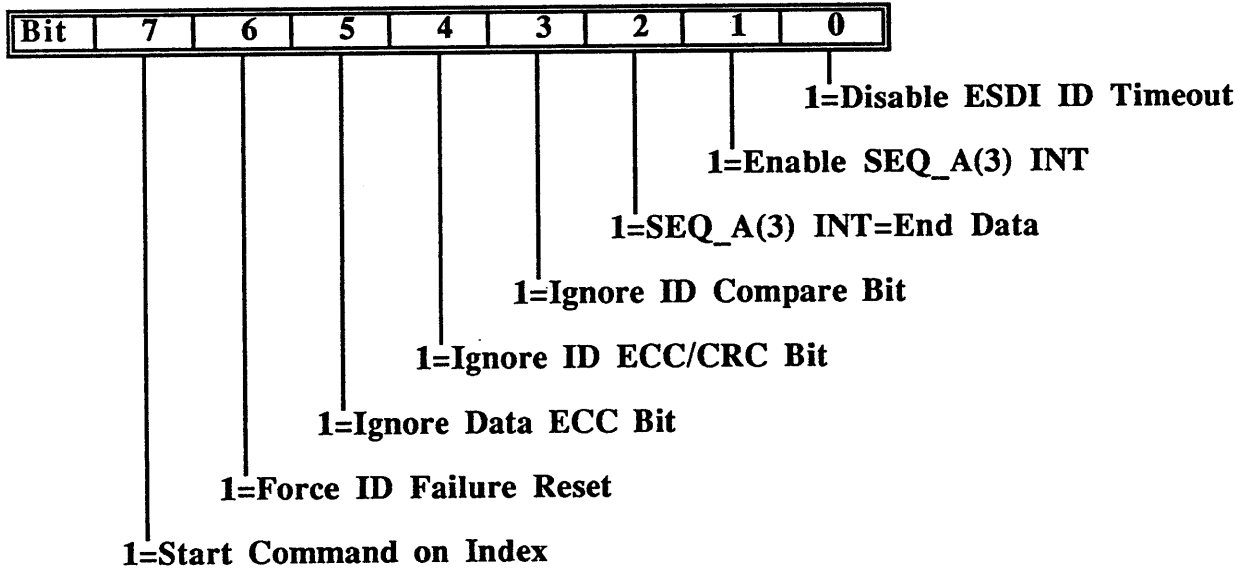 Bit 7 6 5 4 3 2 1 0
1=Disable ESDI ID Timeout
1=Enable SEQ_A(3) INT
1=SEQ_A(3) INT=End Data
1=Ignore ID Compare Bit
1=Ignore ID ECC/CRC Bit
1=Ignore Data ECC Bit
1=Force ID Failure Reset
1=Start Command on Index